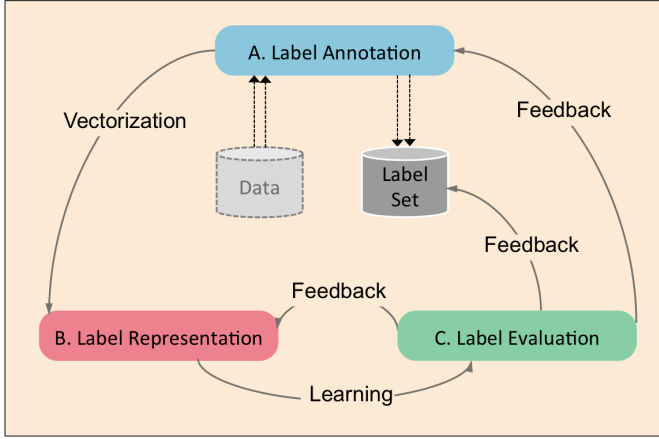 A. Label Annotation
Vectorization
Feedback
Data
Label
Set
Feedback
Feedback
B. Label Representation
C. Label Evaluation
Learning